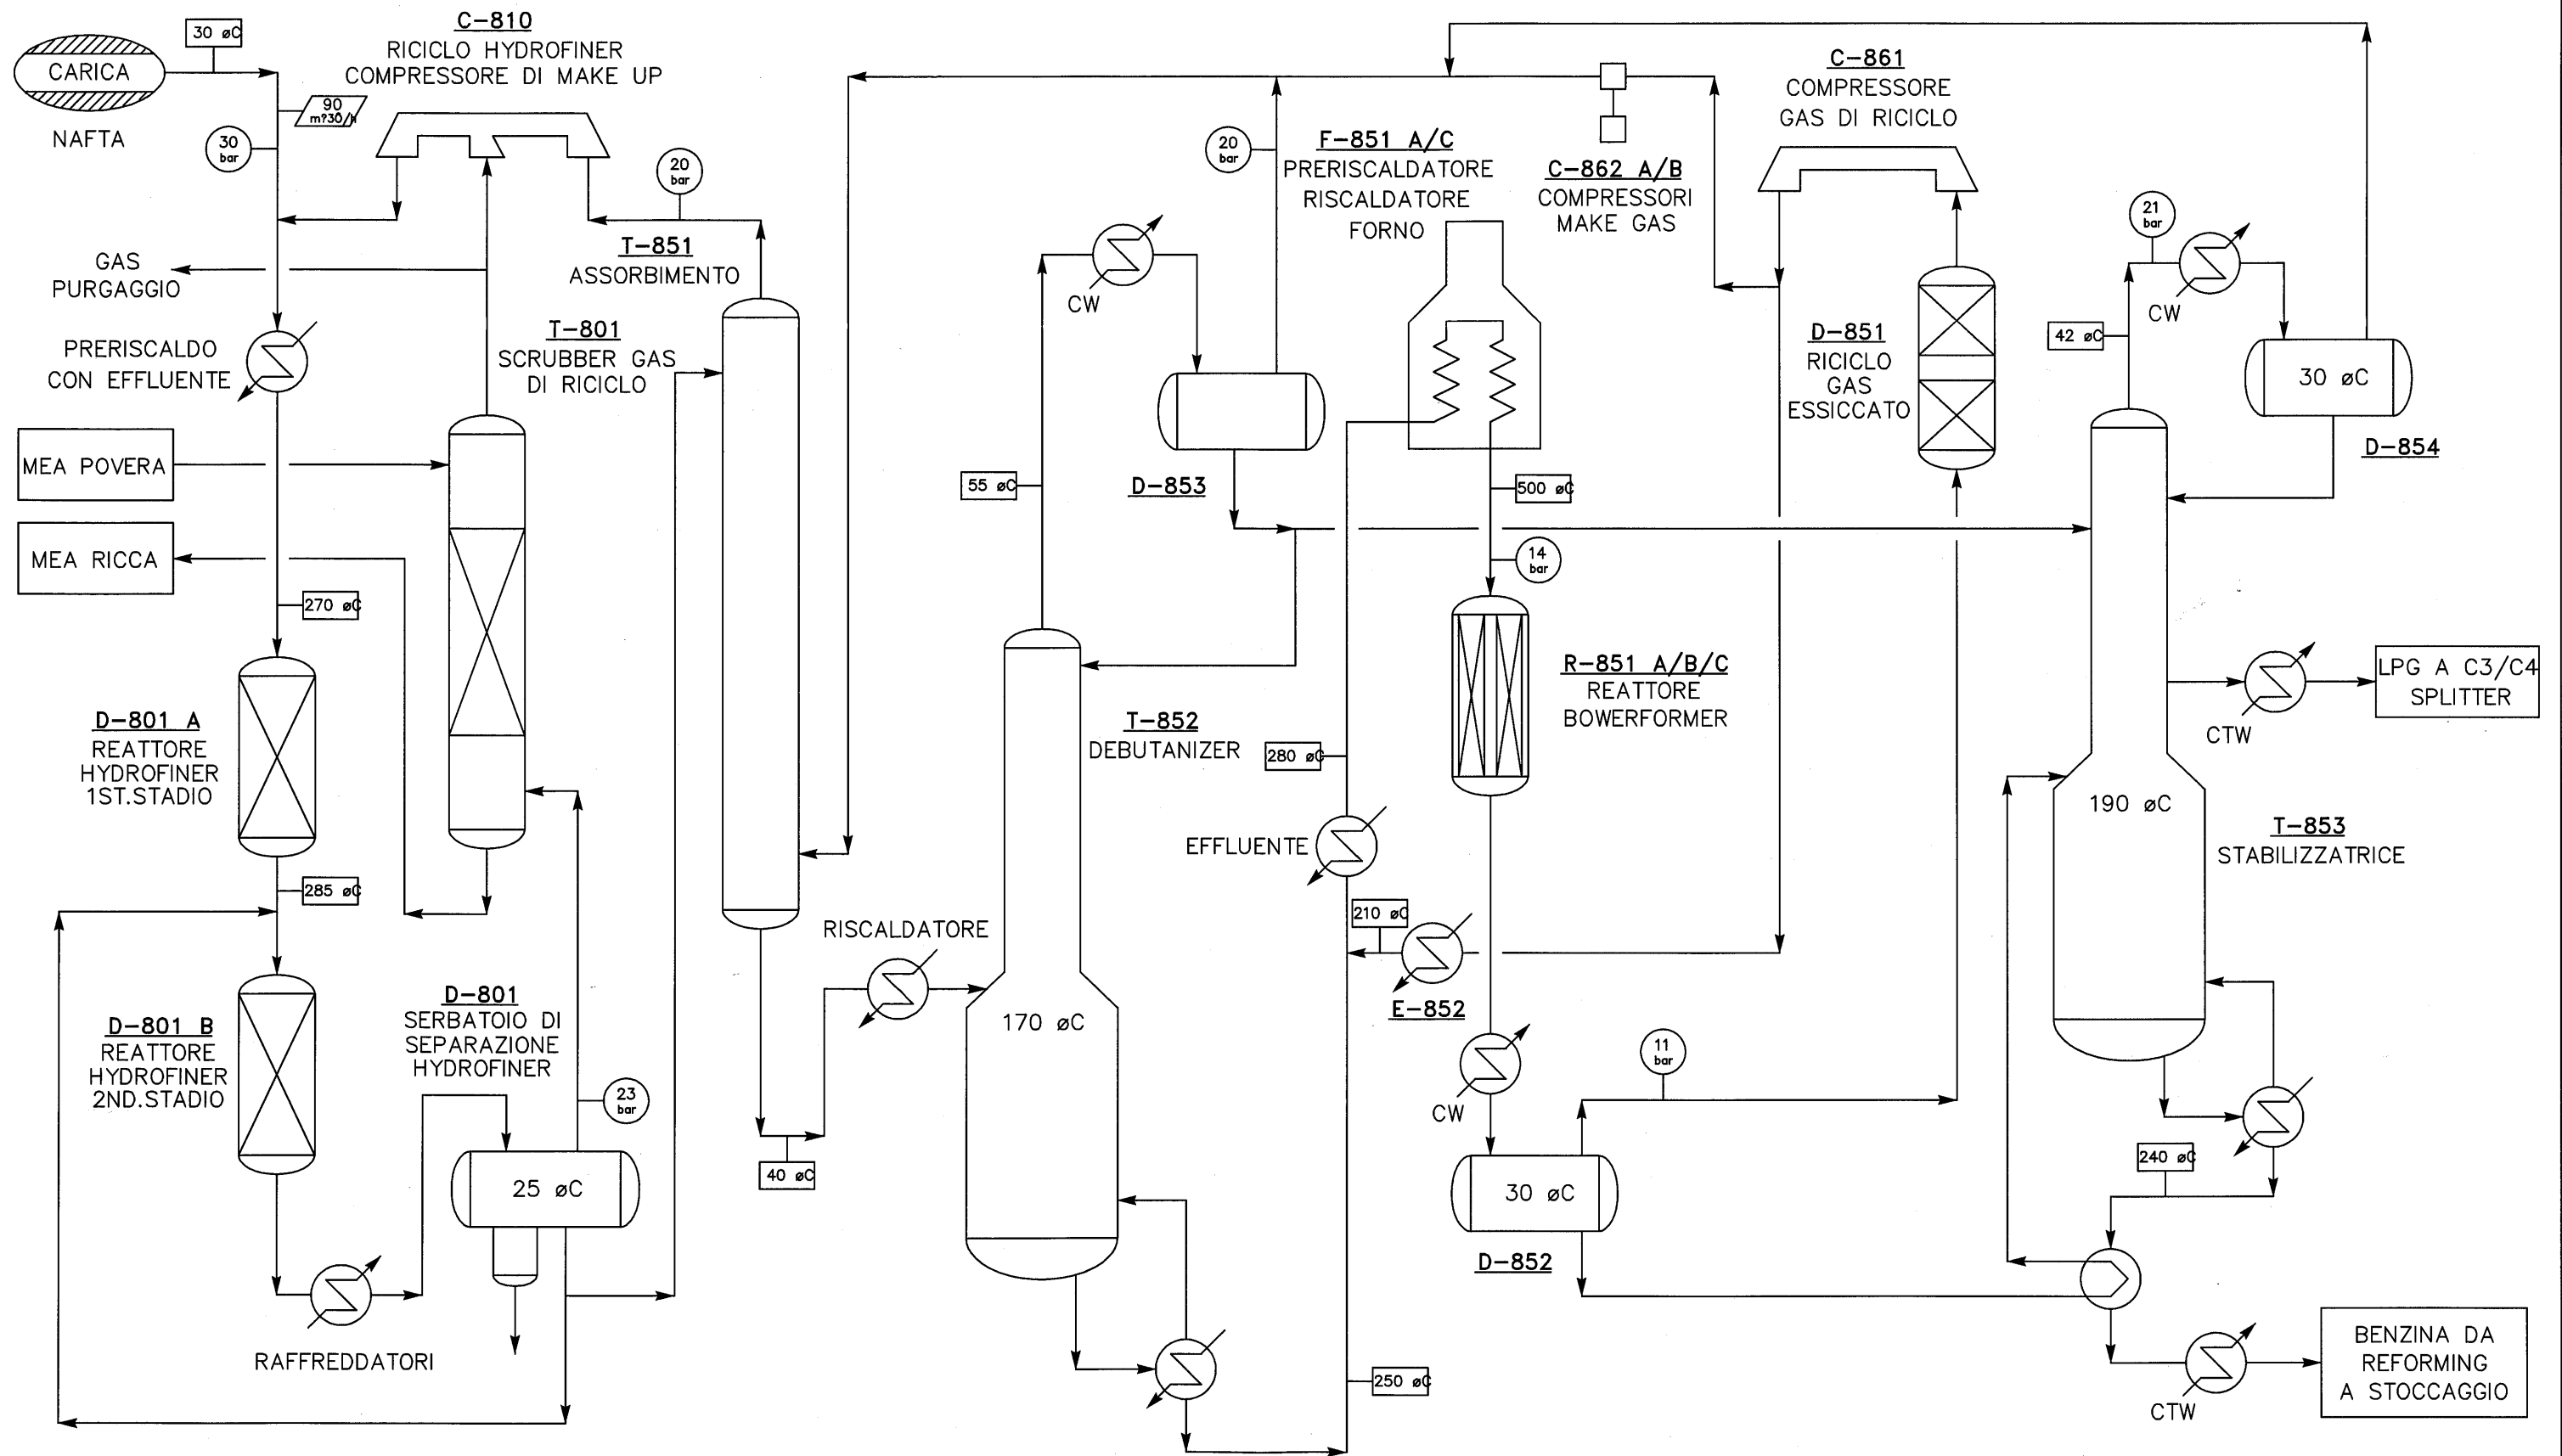 30 øC
CARICA
NAFTA
90
m?30/h
30
bar
C-810
RICICLO HYDROFINER
COMPRESSORE DI MAKE UP
20
bar
GAS
PURGAGGIO
T-851
ASSORBIMENTO
PRERISCALDO
CON EFFLUENTE
T-801
SCRUBBER GAS
DI RICICLO
MEA POVERA
MEA RICCA
270 øC
D-801 A
REATTORE
HYDROFINER
1ST.STADIO
285 øC
D-801 B
REATTORE
HYDROFINER
2ND.STADIO
D-801
SERBATOIO DI
SEPARAZIONE
HYDROFINER
23
bar
25 øC
RAFFREDDATORI
40 øC
RISCALDATORE
CW
20
bar
55 øC
D-853
T-852
DEBUTANIZER
170 øC
F-851 A/C
PRERISCALDATORE
RISCALDATORE
FORNO
500 øC
14
bar
C-862 A/B
COMPRESSORI
MAKE GAS
C-861
COMPRESSORE
GAS DI RICICLO
D-851
RICICLO
GAS
ESSICCATO
R-851 A/B/C
REATTORE
BOWERFORMER
280 øC
EFFLUENTE
210 øC
E-852
CW
11
bar
30 øC
D-852
250 øC
21
bar
CW
42 øC
30 øC
D-854
LPG A C3/C4
SPLITTER
CTW
190 øC
T-853
STABILIZZATRICE
240 øC
CTW
BENZINA DA
REFORMING
A STOCCAGGIO